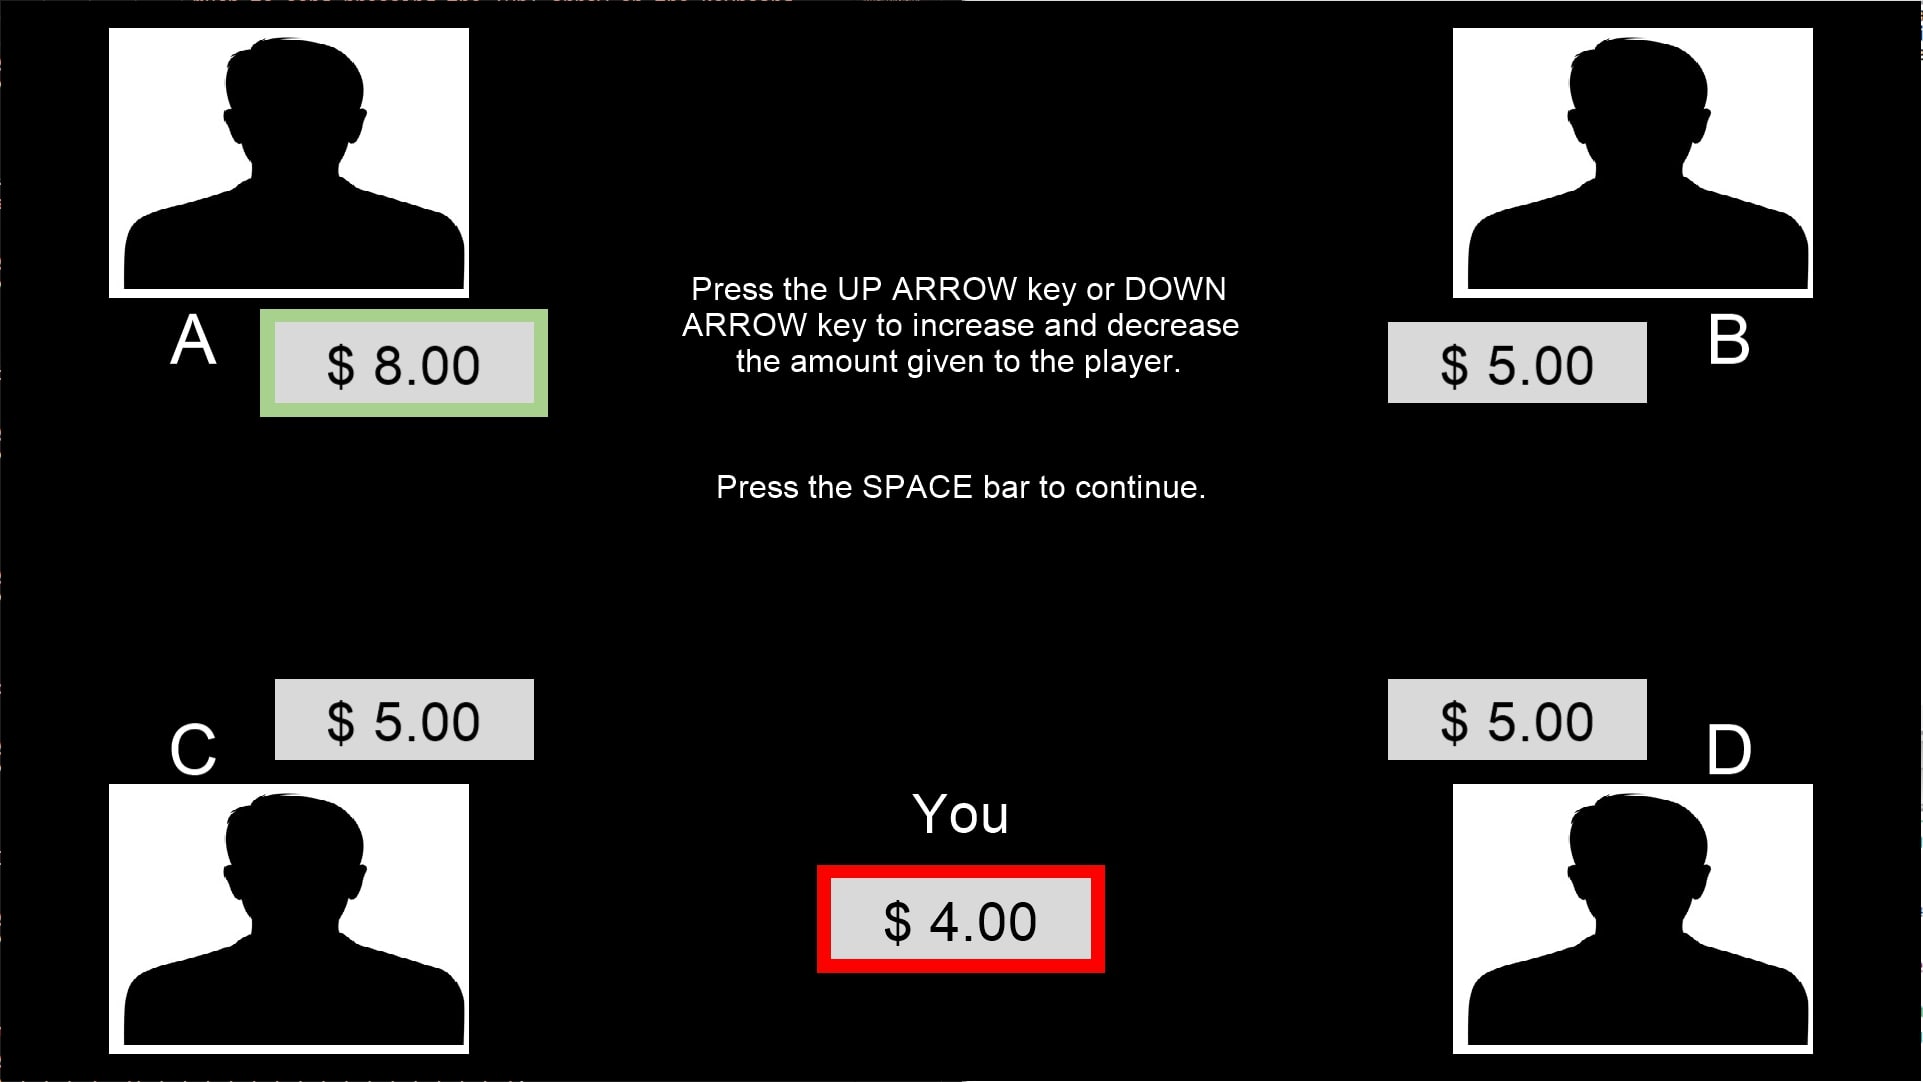 A
$ 8.00
Press the UP ARROW key or DOWN
ARROW key to increase and decrease
the amount given to the player.
$ 5.00
B
Press the SPACE bar to continue.
C
$ 5.00
$ 5.00
D
You
$ 4.00